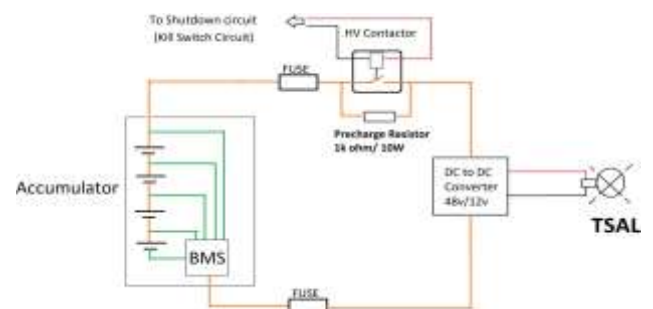 To Shutdown circuit
(Kill Switch Circuit)
HV Contactor
FUSE
Precharge Resistor
1k ohm/ 10W
Accumulator
DC to DC
Converter
48v/12v
TSAL
BMS
FUSE